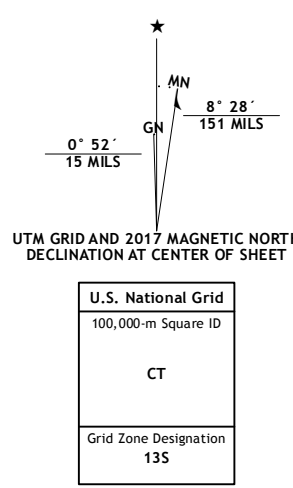 ★
MN
GN
8° 28´
151 MILS
0° 52´
15 MILS
UTM GRID AND 2017 MAGNETIC NORTH
DECLINATION AT CENTER OF SHEET
U.S. National Grid
100,000-m Square ID
CT
Grid Zone Designation
13S